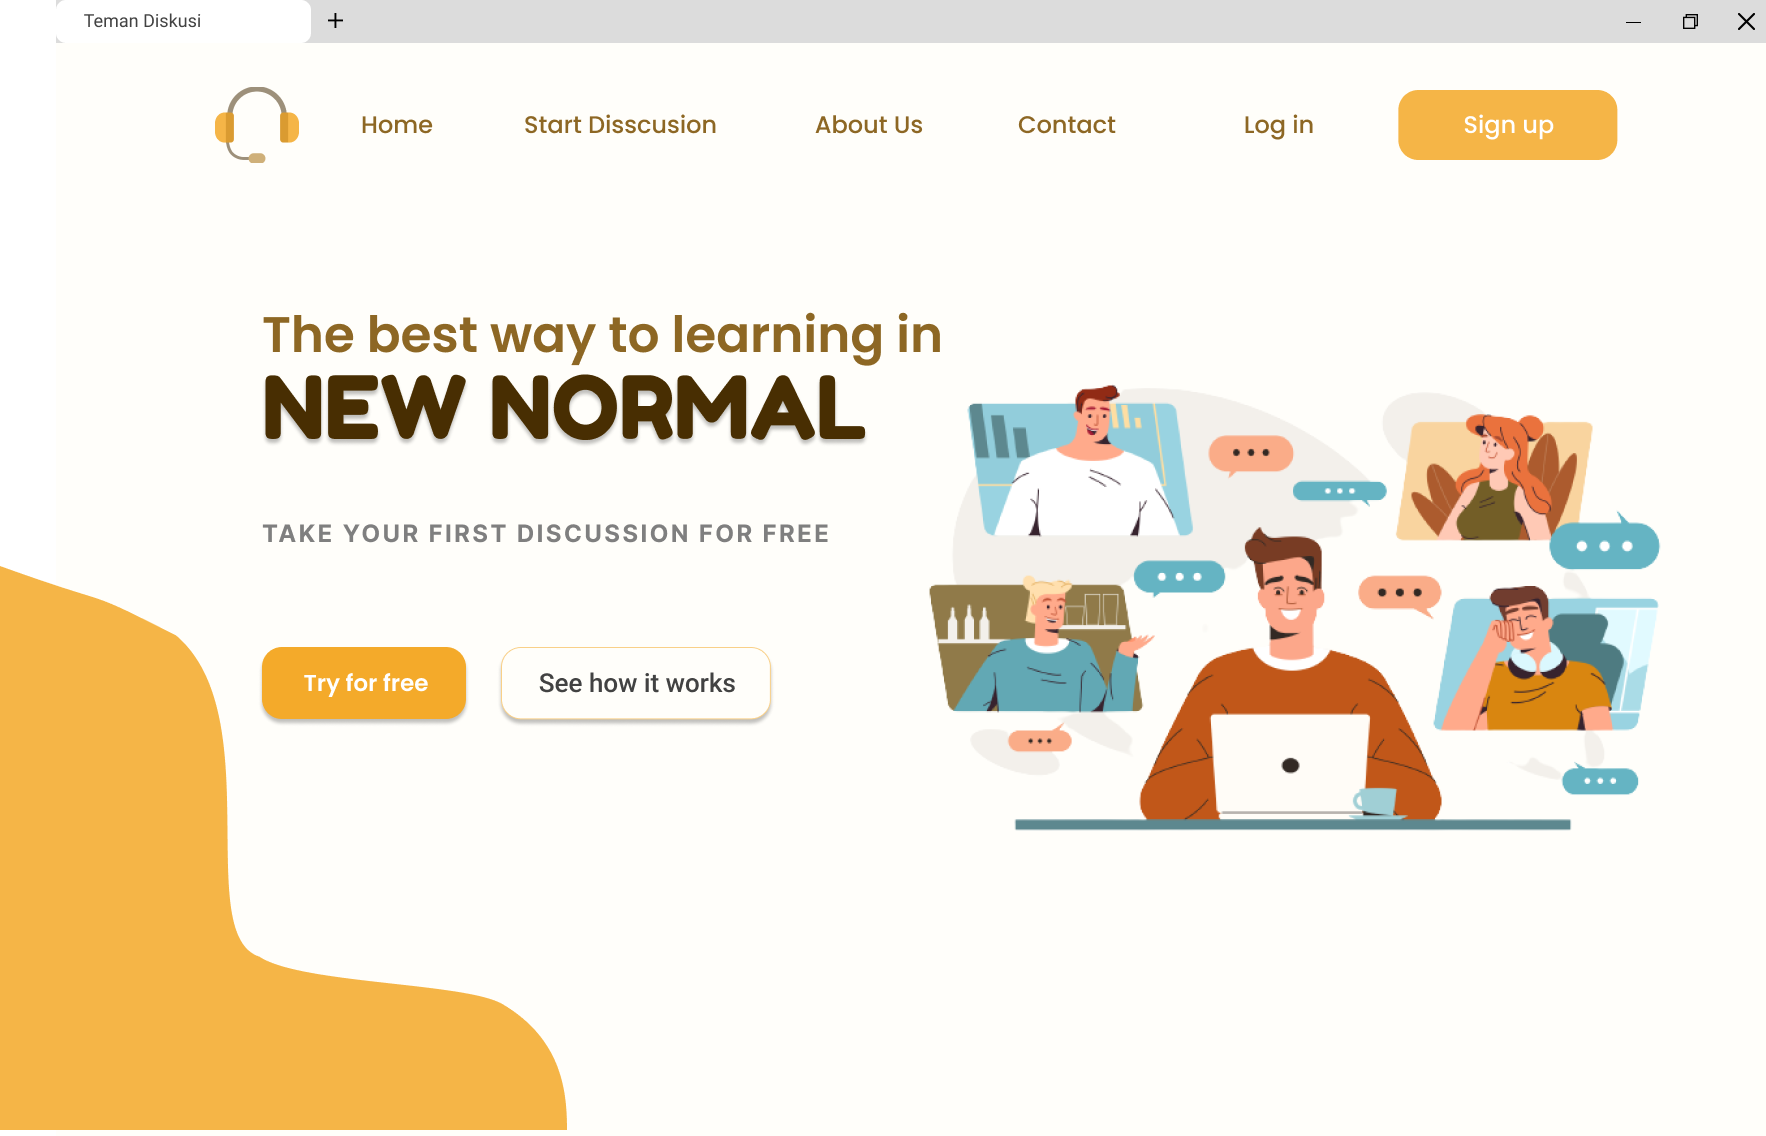 Teman Diskusi
Home
Start Disscusion
About Us
Contact
Log in
Sign up
The best way to learning in
NEW NORMAL
TAKE YOUR FIRST DISCUSSION FOR FREE
Try for free
See how it works